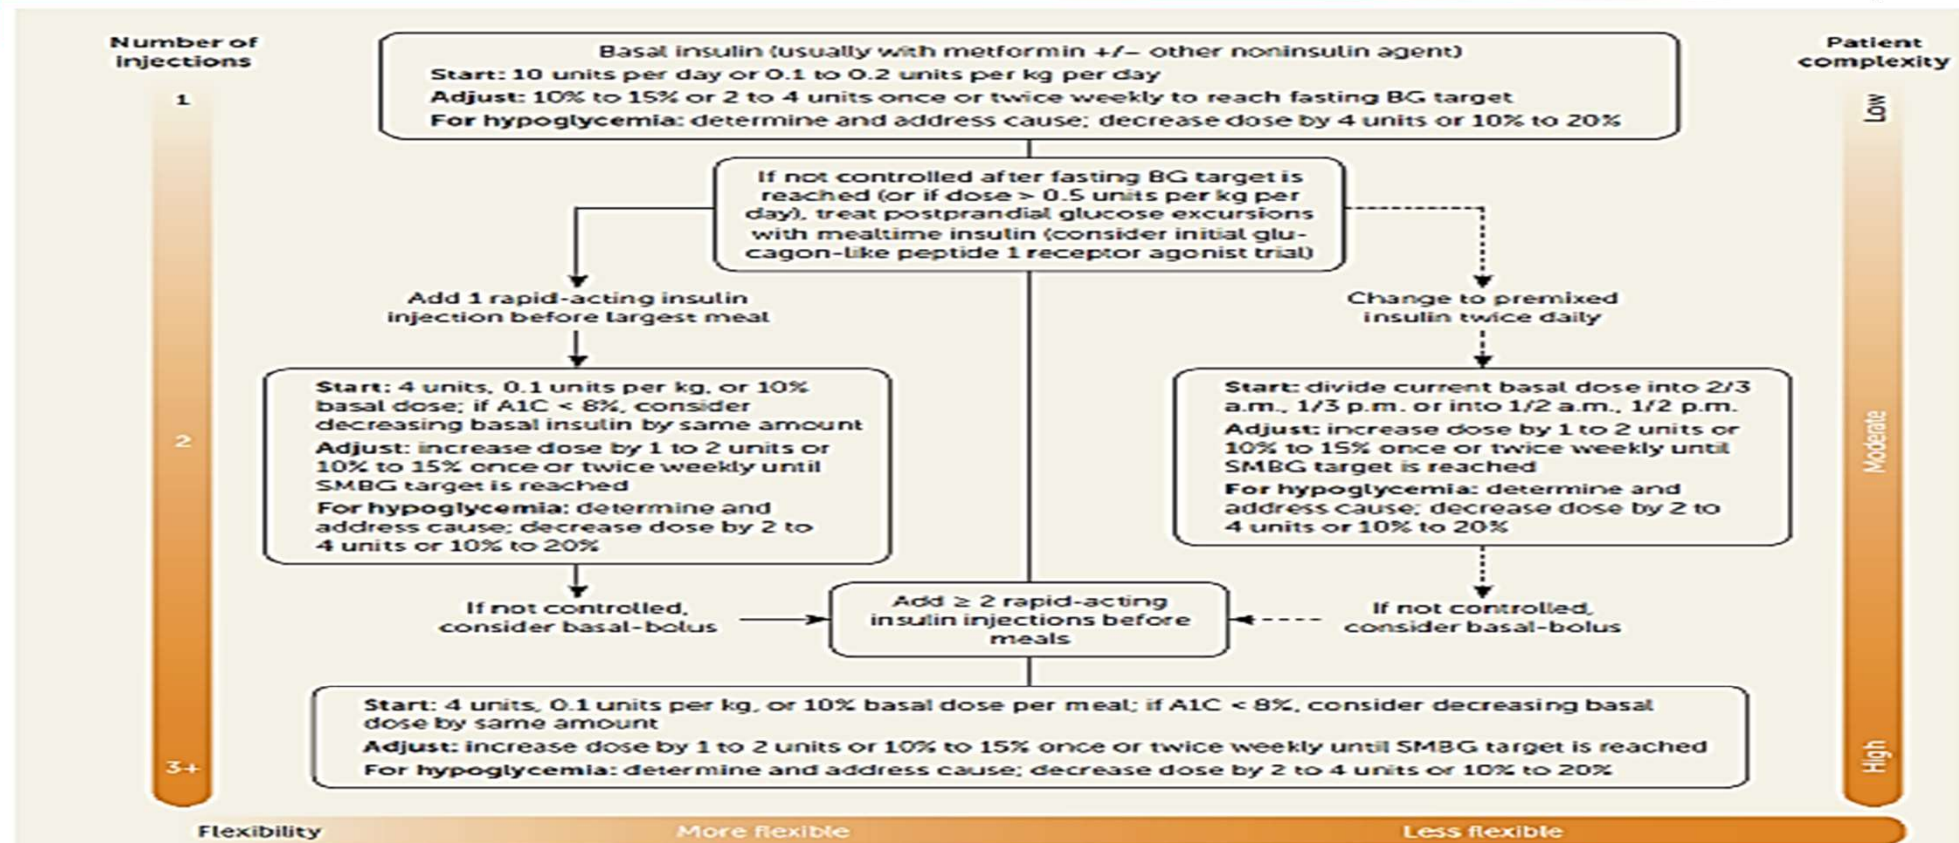 Number of
injections
Patient
complexity
Basal insulin (usually with metformin +/− other noninsulin agent)
Start: 10 units per day or 0.1 to 0.2 units per kg per day
Adjust: 10% to 15% or 2 to 4 units once or twice weekly to reach fasting BG target
For hypoglycemia: determine and address cause; decrease dose by 4 units or 10% to 20%
1
Low
If not controlled after fasting BG target is
reached (or if dose > 0.5 units per kg per
day), treat postprandial glucose excursions
with mealtime insulin (consider initial glu-
cagon-like peptide 1 receptor agonist trial)
Add 1 rapid-acting insulin
injection before largest meal
Change to premixed
insulin twice daily
Start: 4 units, 0.1 units per kg, or 10%
basal dose; if A1C < 8%, consider
decreasing basal insulin by same amount
Adjust: increase dose by 1 to 2 units or
10% to 15% once or twice weekly until
SMBG target is reached
For hypoglycemia: determine and
address cause; decrease dose by 2 to
4 units or 10% to 20%
2
Start: divide current basal dose into 2/3
a.m., 1/3 p.m. or into 1/2 a.m., 1/2 p.m.
Adjust: increase dose by 1 to 2 units or
10% to 15% once or twice weekly until
SMBG target is reached
For hypoglycemia: determine and
address cause; decrease dose by 2 to
4 units or 10% to 20%
Moderate
If not controlled,
consider basal-bolus
Add ≥ 2 rapid-acting
insulin injections before
meals
If not controlled,
consider basal-bolus
Start: 4 units, 0.1 units per kg, or 10% basal dose per meal; if A1C < 8%, consider decreasing basal
dose by same amount
Adjust: increase dose by 1 to 2 units or 10% to 15% once or twice weekly until SMBG target is reached
For hypoglycemia: determine and address cause; decrease dose by 2 to 4 units or 10% to 20%
3+
High
Flexibility
More flexible
Less flexible